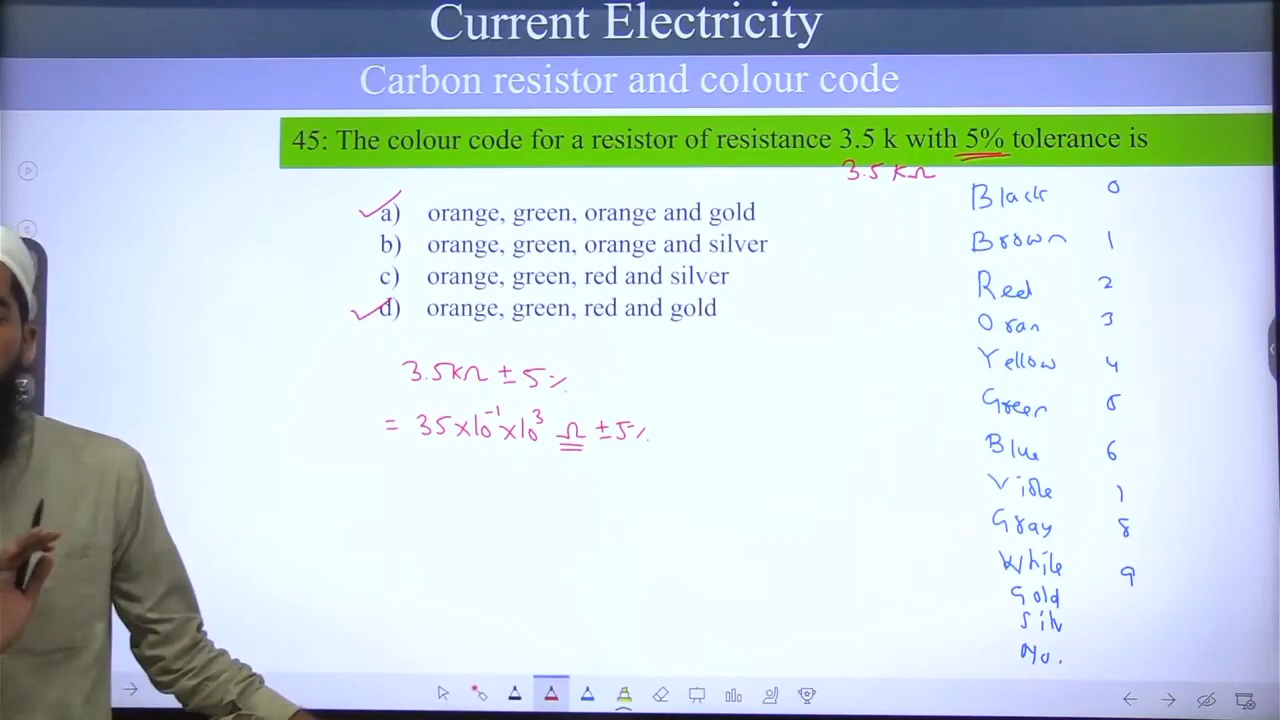 Current Electricity
Carbon resistor and colour code
45: The colour code for a resistor of resistance 3.5 k with 5% tolerance is
3.5 kΩ
a) orange, green, orange and gold
b) orange, green, orange and silver
c) orange, green, red and silver
d) orange, green, red and gold
3.5kΩ ± 5%
= 35×10⁻¹×10³ Ω ±5%
Black 0
Brown 1
Red 2
Oran 3
Yellow 4
Green 5
Blue 6
Viole
Gray 8
White 9
Gold
Silv
No.